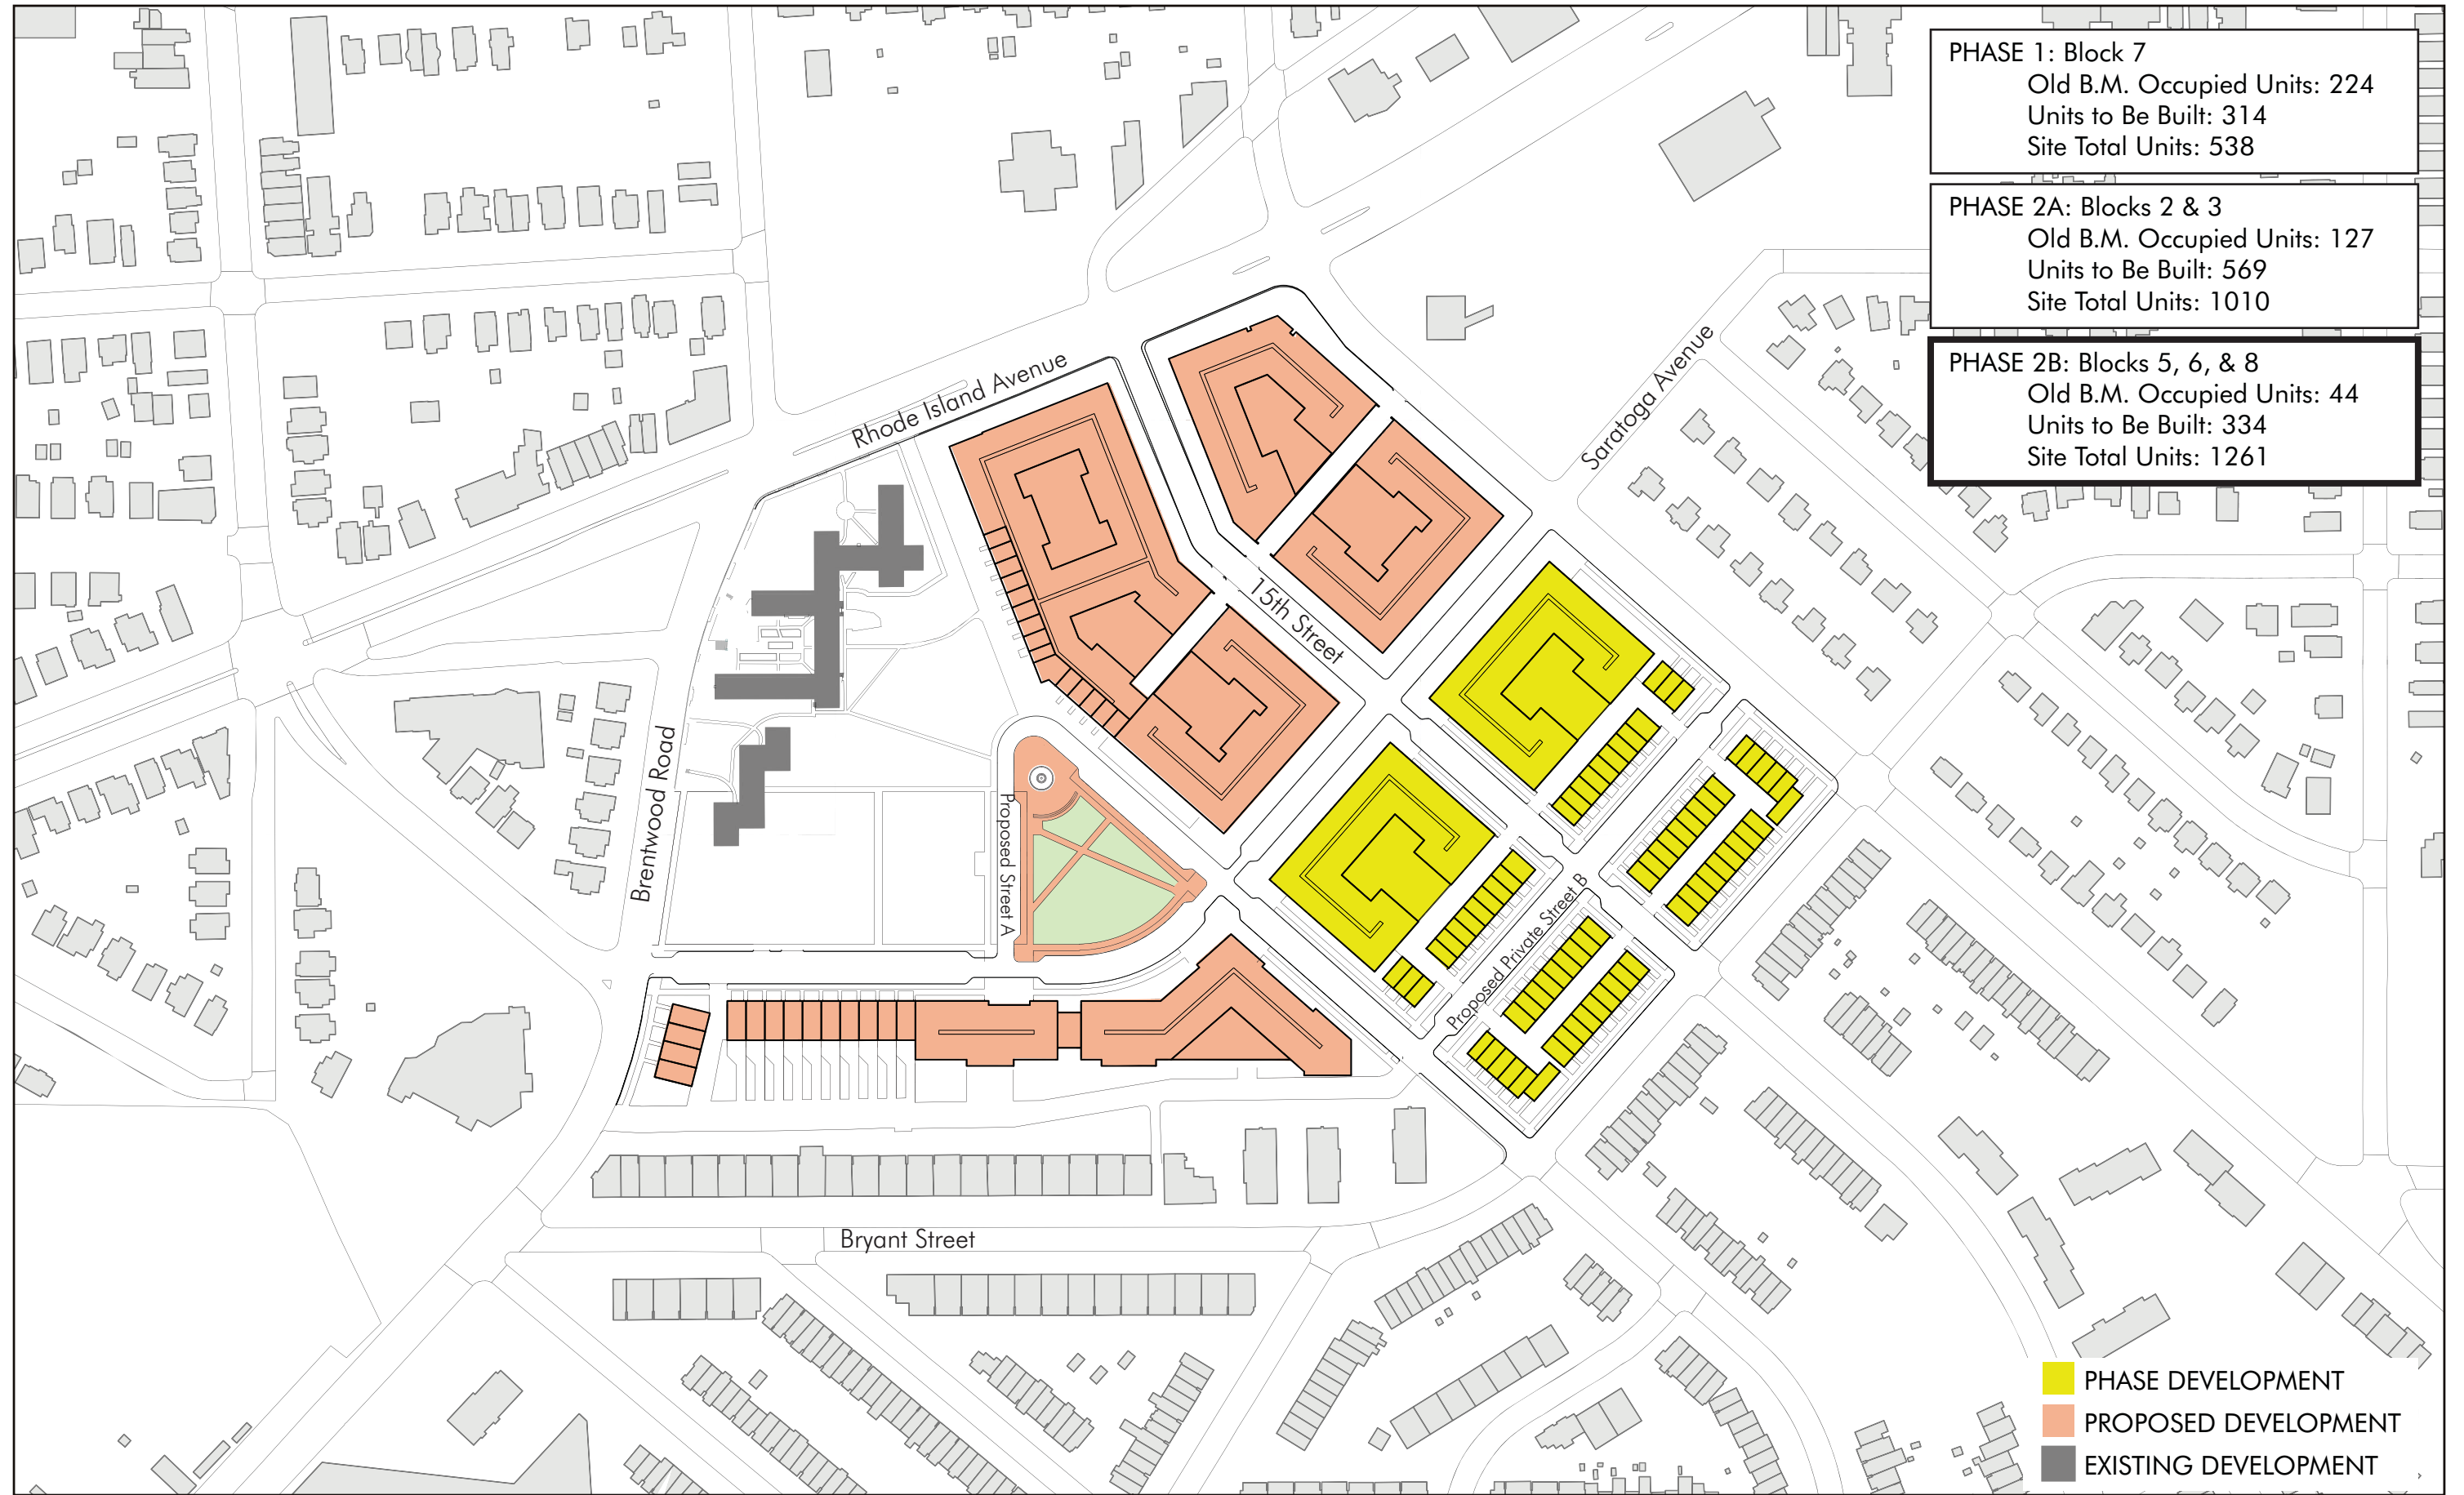 PHASE 1: Block 7
Old B.M. Occupied Units: 224
Units to Be Built: 314
Site Total Units: 538
PHASE 2A: Blocks 2 & 3
Old B.M. Occupied Units: 127
Units to Be Built: 569
Site Total Units: 1010
PHASE 2B: Blocks 5, 6, & 8
Old B.M. Occupied Units: 44
Units to Be Built: 334
Site Total Units: 1261
Rhode Island Avenue
Saratoga Avenue
15th Street
Brentwood Road
Proposed Street A
Proposed Private Street B
Bryant Street
PHASE DEVELOPMENT
PROPOSED DEVELOPMENT
EXISTING DEVELOPMENT